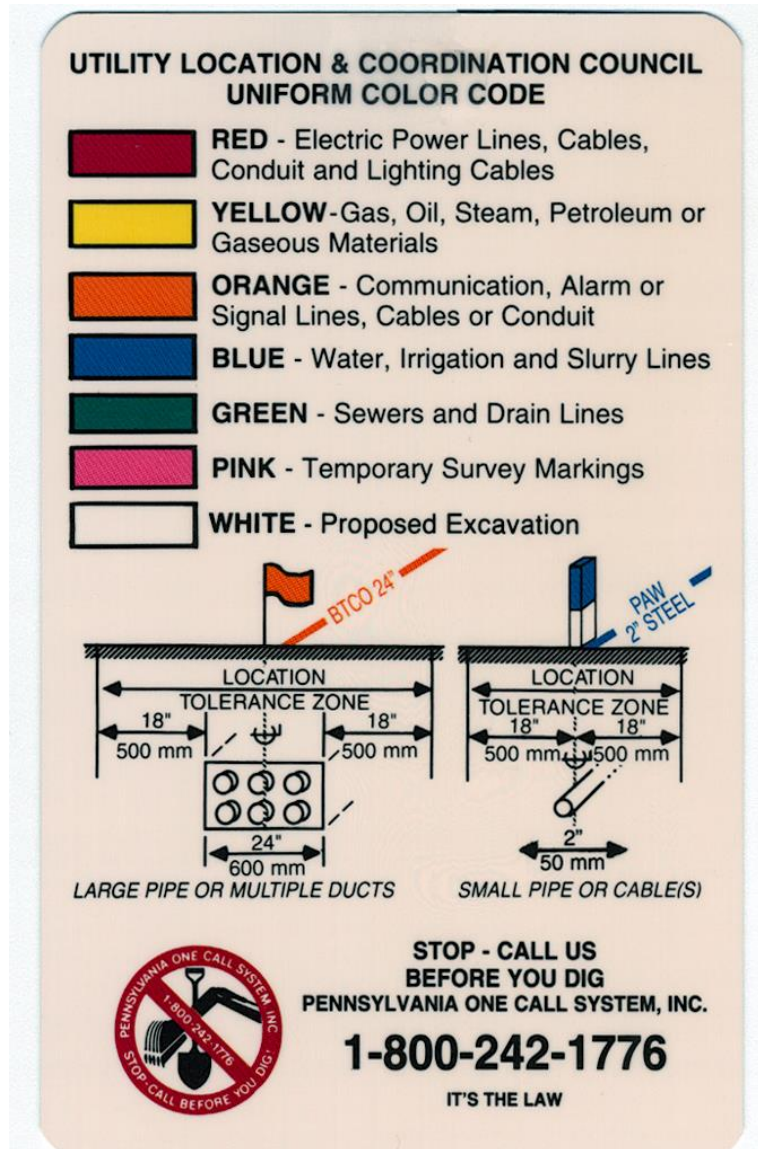 UTILITY LOCATION & COORDINATION COUNCIL
UNIFORM COLOR CODE
RED - Electric Power Lines, Cables,
Conduit and Lighting Cables
YELLOW-Gas, Oil, Steam, Petroleum or
Gaseous Materials
ORANGE - Communication, Alarm or
Signal Lines, Cables or Conduit
BLUE - Water, Irrigation and Slurry Lines
GREEN - Sewers and Drain Lines
PINK - Temporary Survey Markings
WHITE - Proposed Excavation
BTCO 24"
LOCATION
TOLERANCE ZONE
18" 18"
500 mm 500 mm
24"
600 mm
LARGE PIPE OR MULTIPLE DUCTS
PAW
2" STEEL
LOCATION
TOLERANCE ZONE
18" 18"
500 mm 500 mm
2"
50 mm
SMALL PIPE OR CABLE(S)
PENNSYLVANIA ONE CALL SYSTEM, INC
1-800-242-1776
STOP-CALL BEFORE YOU DIG!
STOP - CALL US
BEFORE YOU DIG
PENNSYLVANIA ONE CALL SYSTEM, INC.
1-800-242-1776
IT'S THE LAW